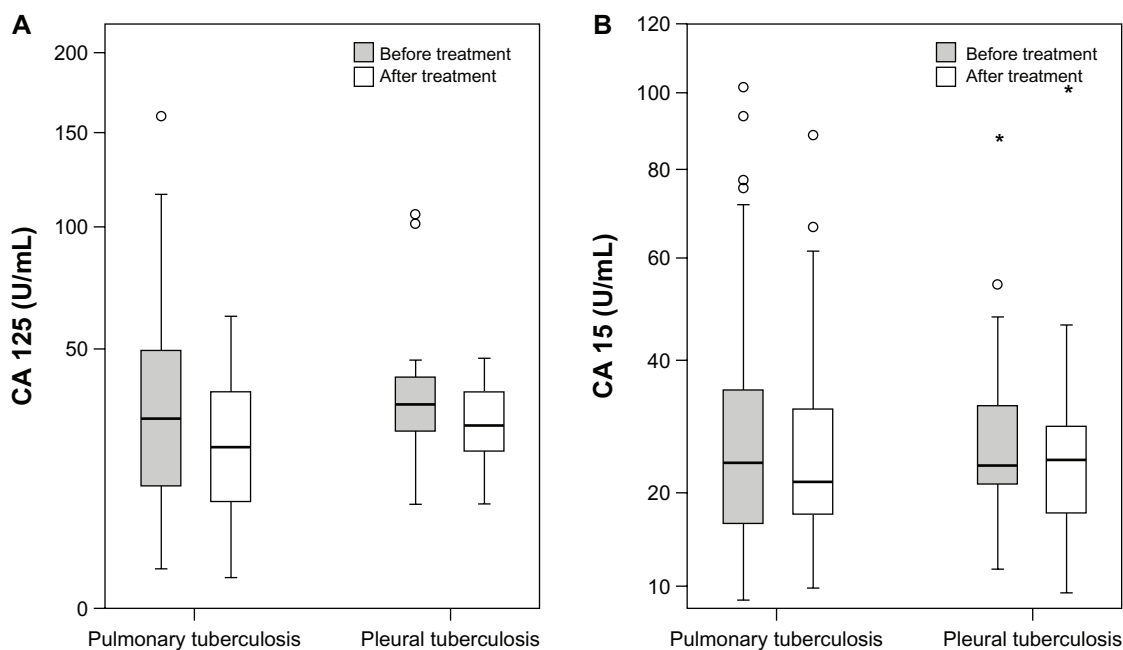 A
CA 125 (U/mL)
200
150
100
50
0
Before treatment
After treatment
Pulmonary tuberculosis
Pleural tuberculosis
B
CA 15 (U/mL)
120
100
80
60
40
20
10
Before treatment
After treatment
*
*
Pulmonary tuberculosis
Pleural tuberculosis